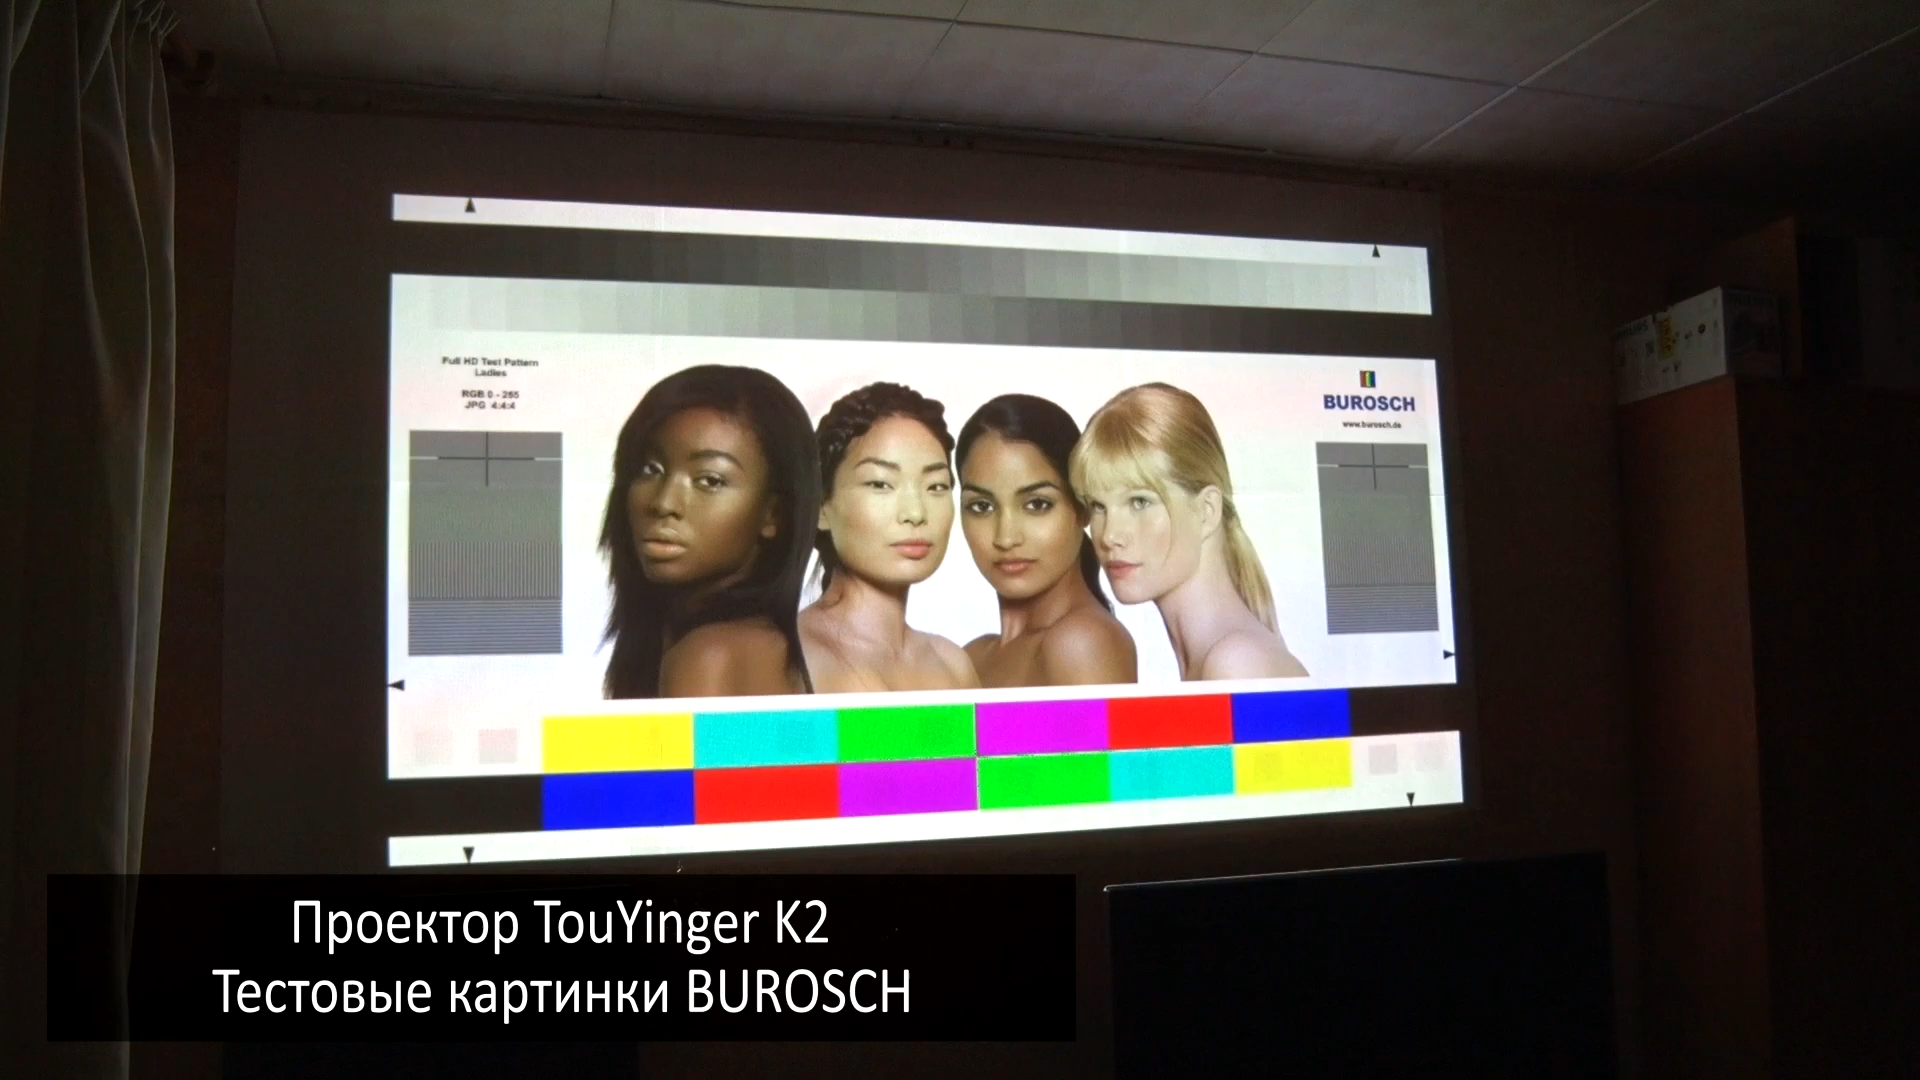 Full HD Test Pattern
Ladies
RGB 0 - 255
JPG 4:4:4
BUROSCH
www.burosch.de
Проектор TouYinger K2
Тестовые картинки BUROSCH